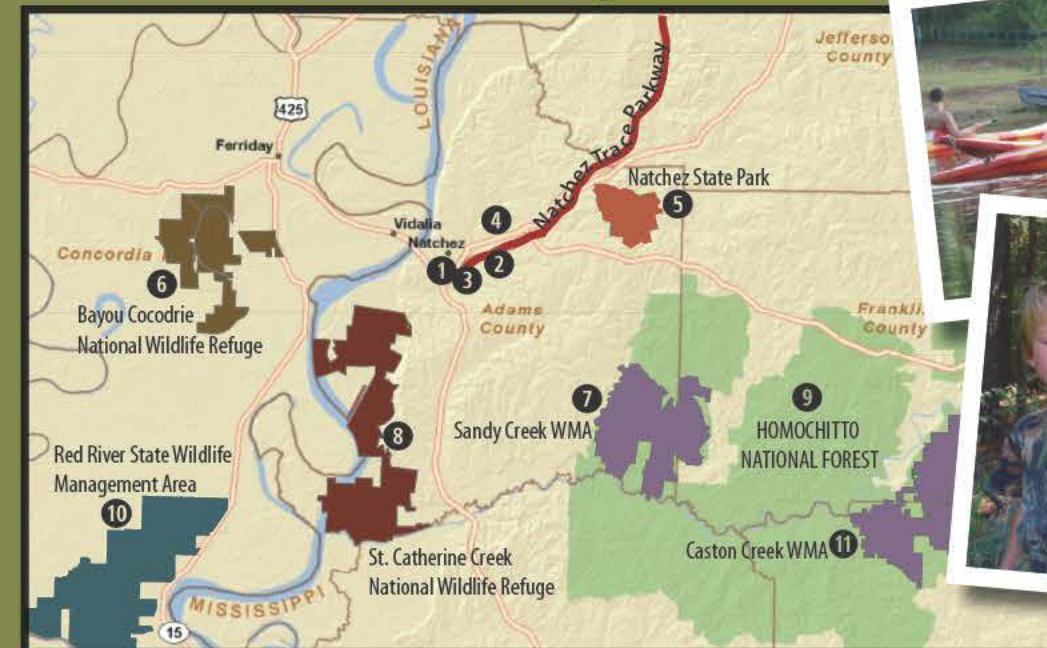 Jefferso
County
LOUISIANA
Natchez Trace Parkway
425
Ferriday
Natchez State Park
5
4
Vidalia
Natchez
Concordia
1
3
2
6
Bayou Cocodrie
National Wildlife Refuge
Adams
County
Frankli
County
7
9
Sandy Creek WMA
8
HOMOCHITTO
NATIONAL FOREST
Red River State Wildlife
Management Area
10
Caston Creek WMA 11
St. Catherine Creek
National Wildlife Refuge
MISSISSIPPI
15